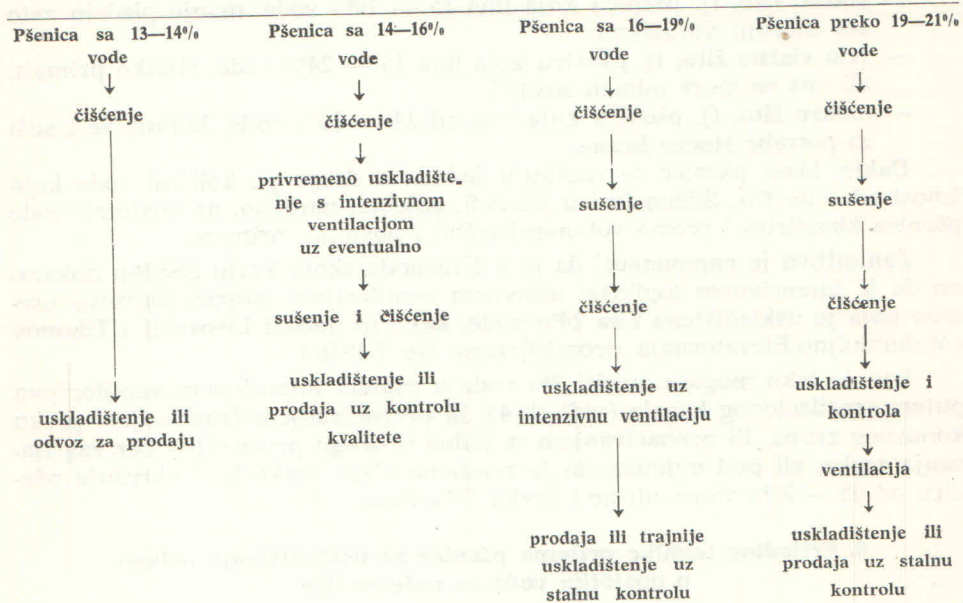 Pšenica sa 13—14%
vode
čišćenje
uskladištenje ili
odvoz za prodaju
Pšenica sa 14—16%
vode
čišćenje
privremeno uskladište-
nje s intenzivnom
ventilacijom
uz eventualno
sušenje i čišćenje
uskladištenje ili
prodaja uz kontrolu
kvalitete
Pšenica sa 16—19%
vode
čišćenje
sušenje
čišćenje
uskladištenje uz
intenzivnu ventilaciju
prodaja ili trajnije
uskladištenje uz
stalnu kontrolu
Pšenica preko 19—21%
vode
čišćenje
sušenje
čišćenje
uskladištenje i
kontrola
ventilacija
uskladištenje ili
prodaja uz stalnu
kontrolu